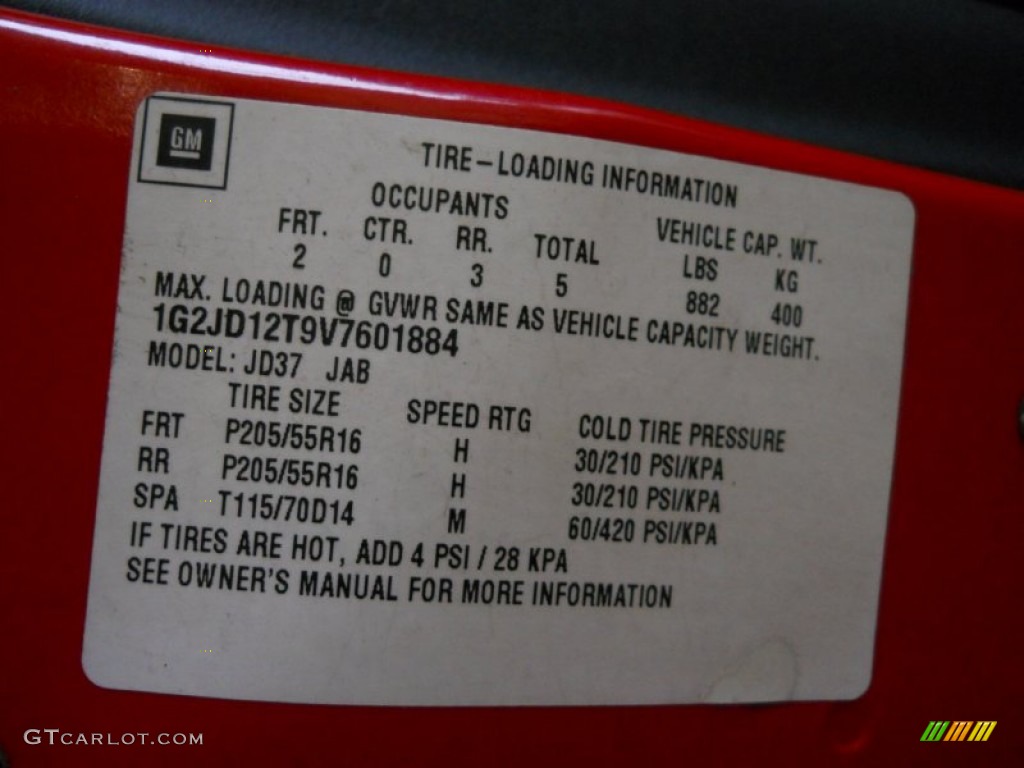 GM
TIRE-LOADING INFORMATION
OCCUPANTS VEHICLE CAP. WT.
FRT. CTR. RR. TOTAL LBS KG
2 0 3 5 882 400
MAX. LOADING @ GVWR SAME AS VEHICLE CAPACITY WEIGHT.
1G2JD12T9V7601884
MODEL: JD37 JAB
TIRE SIZE SPEED RTG COLD TIRE PRESSURE
FRT P205/55R16 H 30/210 PSI/KPA
RR P205/55R16 H 30/210 PSI/KPA
SPA T115/70D14 M 60/420 PSI/KPA
IF TIRES ARE HOT, ADD 4 PSI / 28 KPA
SEE OWNER'S MANUAL FOR MORE INFORMATION
GTCARLOT.COM